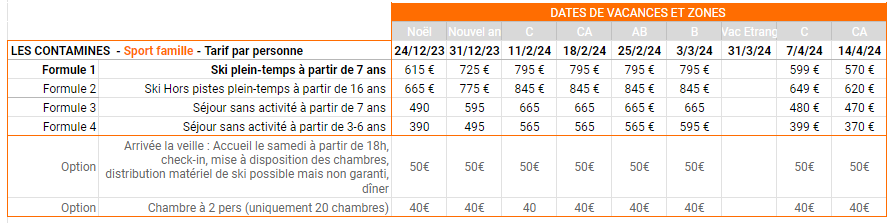 DATES DE VACANCES ET ZONES
Noël Nouvel an C CA AB B Vac Etrang C CA
LES CONTAMINES - Sport famille - Tarif par personne 24/12/23 31/12/23 11/2/24 18/2/24 25/2/24 3/3/24 31/3/24 7/4/24 14/4/24
Formule 1 Ski plein-temps à partir de 7 ans 615 € 725 € 795 € 795 € 795 € 795 € 599 € 570 €
Formule 2 Ski Hors pistes plein-temps à partir de 16 ans 665 € 775 € 845 € 845 € 845 € 845 € 649 € 620 €
Formule 3 Séjour sans activité à partir de 7 ans 490 595 665 665 665 € 665 480 € 470 €
Formule 4 Séjour sans activité à partir de 3-6 ans 390 495 565 565 565 € 595 € 399 € 370 €
Arrivée la veille : Accueil le samedi à partir de 18h,
check-in, mise à disposition des chambres,
Option distribution matériel de ski possible mais non garanti, 50€ 50€ 50€ 50€ 50€ 50€ 50€ 50€
dîner
Option Chambre à 2 pers (uniquement 20 chambres) 40€ 40€ 40 40€ 40€ 40€ 40€ 40€